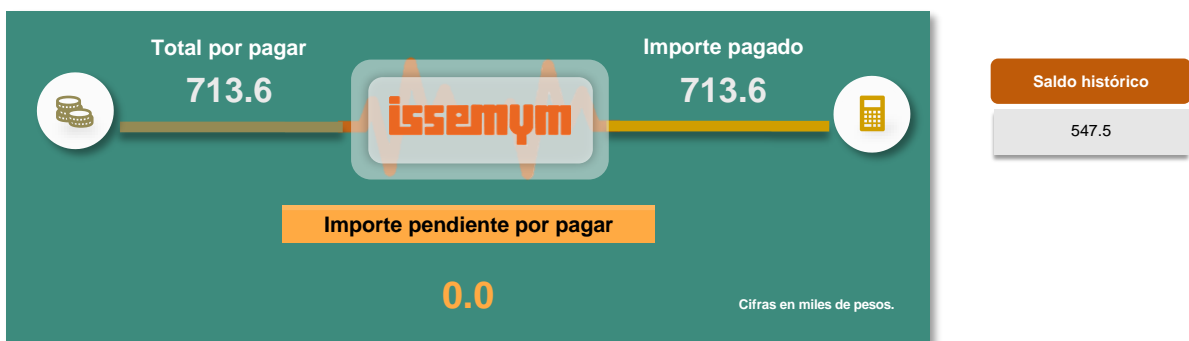 Total por pagar
713.6
issemym
Importe pagado
713.6
Importe pendiente por pagar
0.0
Cifras en miles de pesos.
Saldo histórico
547.5